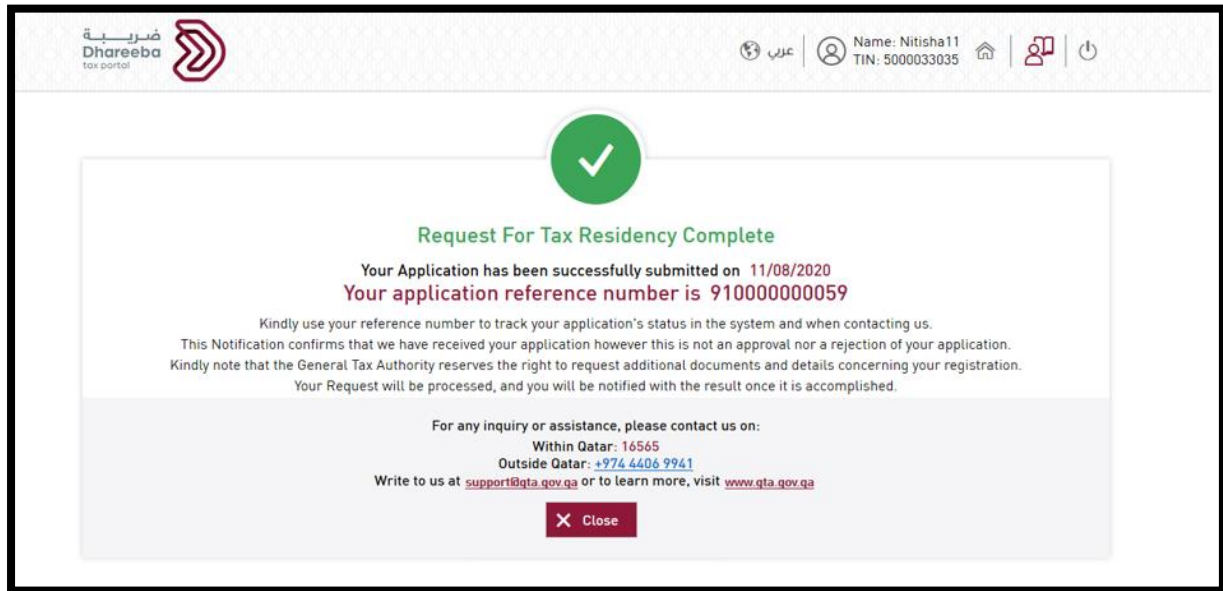 ضريبة
Dhareeba
tax portal
عربي
Name: Nitisha11
TIN: 5000033035
Request For Tax Residency Complete
Your Application has been successfully submitted on 11/08/2020
Your application reference number is 910000000059
Kindly use your reference number to track your application's status in the system and when contacting us.
This Notification confirms that we have received your application however this is not an approval nor a rejection of your application.
Kindly note that the General Tax Authority reserves the right to request additional documents and details concerning your registration.
Your Request will be processed, and you will be notified with the result once it is accomplished.
For any inquiry or assistance, please contact us on:
Within Qatar: 16565
Outside Qatar: +974 4406 9941
Write to us at support@gta.gov.qa or to learn more, visit www.gta.gov.qa
Close